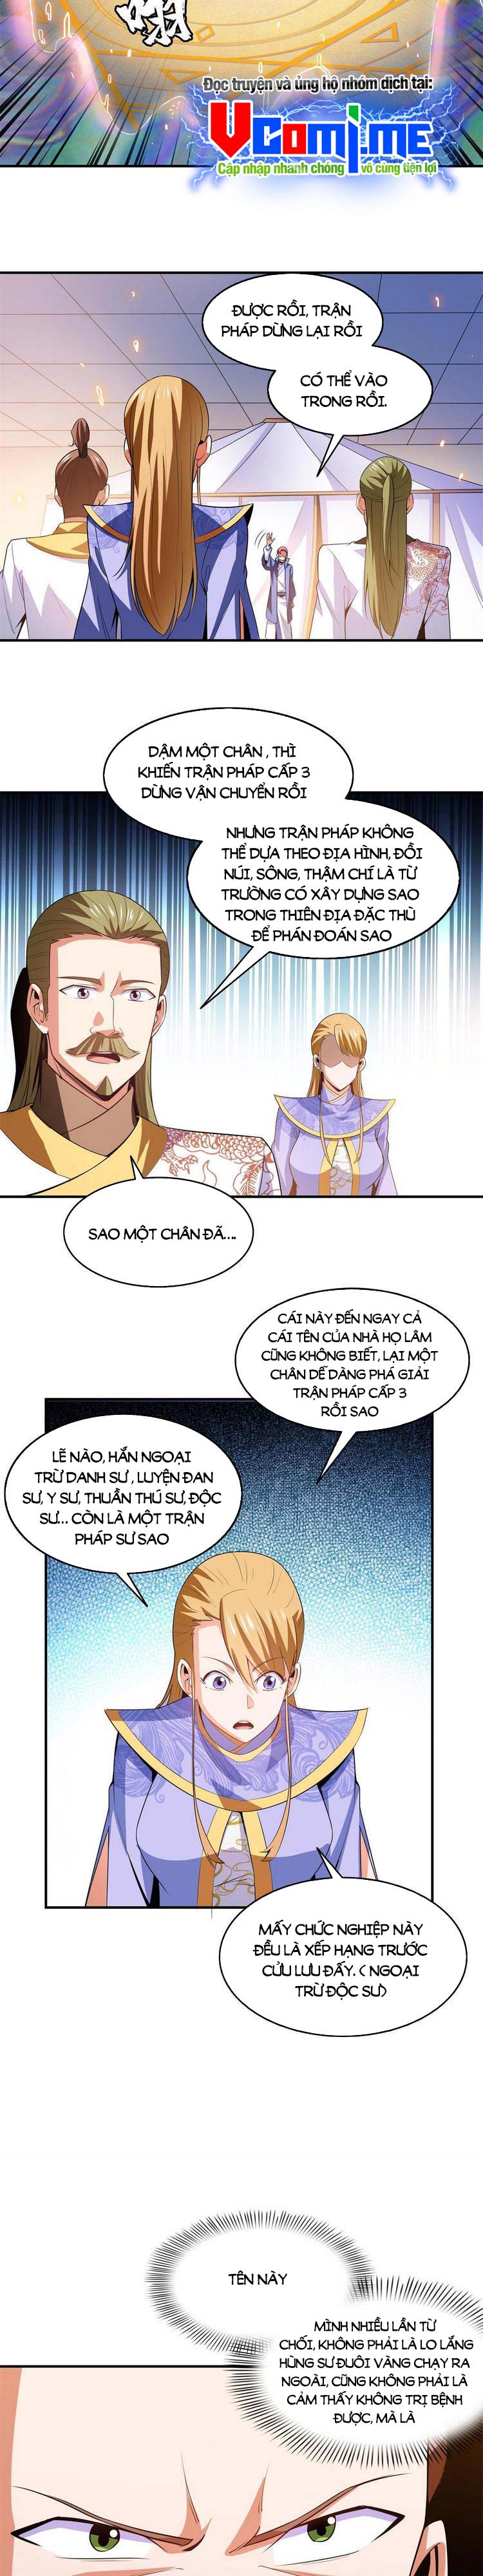 嗡
Đọc truyện và ủng hộ nhóm dịch tại:
VComi.me
Cập nhập nhanh chóng vô cùng tiện lợi
ĐƯỢC RỒI, TRẬN
PHÁP DỪNG LẠI RỒI
CÓ THỂ VÀO
TRONG RỒI.
DẬM MỘT CHÂN , THÌ
KHIẾN TRẬN PHÁP CẤP 3
DỪNG VẬN CHUYỂN RỒI
NHƯNG TRẬN PHÁP KHÔNG
THỂ DỰA THEO ĐỊA HÌNH, ĐỒI
NÚI, SÔNG, THẬM CHÍ LÀ TỪ
TRƯỜNG CÓ XÂY DỰNG SAO
TRONG THIÊN ĐỊA ĐẶC THÙ
ĐỂ PHÁN ĐOÁN SAO
SAO MỘT CHÂN ĐÃ....
CÁI NÀY ĐẾN NGAY CẢ
CÁI TÊN CỦA NHÀ HỌ LÂM
CŨNG KHÔNG BIẾT, LẠI MỘT
CHÂN DỄ DÀNG PHÁ GIẢI
TRẬN PHÁP CẤP 3
RỒI SAO
LẼ NÀO, HẮN NGOẠI
TRỪ DANH SƯ , LUYỆN ĐAN
SƯ, Y SƯ, THUẦN THÚ SƯ, ĐỘC
SƯ... CÒN LÀ MỘT TRẬN
PHÁP SƯ SAO
MẤY CHỨC NGHIỆP NÀY
ĐỀU LÀ XẾP HẠNG TRƯỚC
CỬU LƯU ĐẤY. ( NGOẠI
TRỪ ĐỘC SƯ)
TÊN NÀY
MÌNH NHIỀU LẦN TỪ
CHỐI, KHÔNG PHẢI LÀ LO LẮNG
HÙNG SƯ ĐUÔI VÀNG CHẠY RA
NGOÀI, CŨNG KHÔNG PHẢI LÀ
CẢM THẤY KHÔNG TRỊ BỆNH
ĐƯỢC, MÀ LÀ